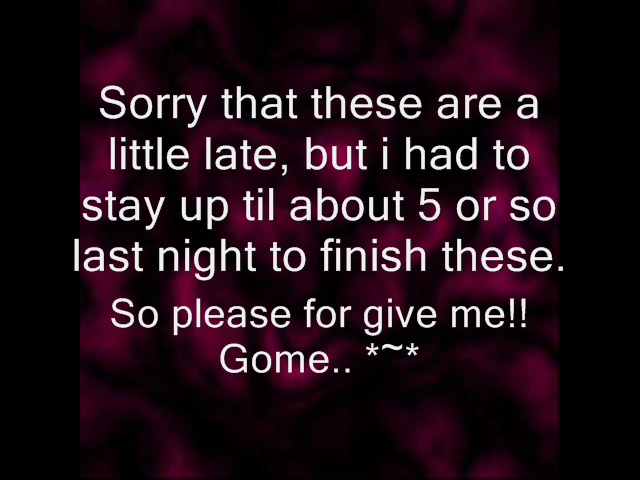 Sorry that these are a
little late, but i had to
stay up til about 5 or so
last night to finish these.
So please for give me!!
Gome.. *~*